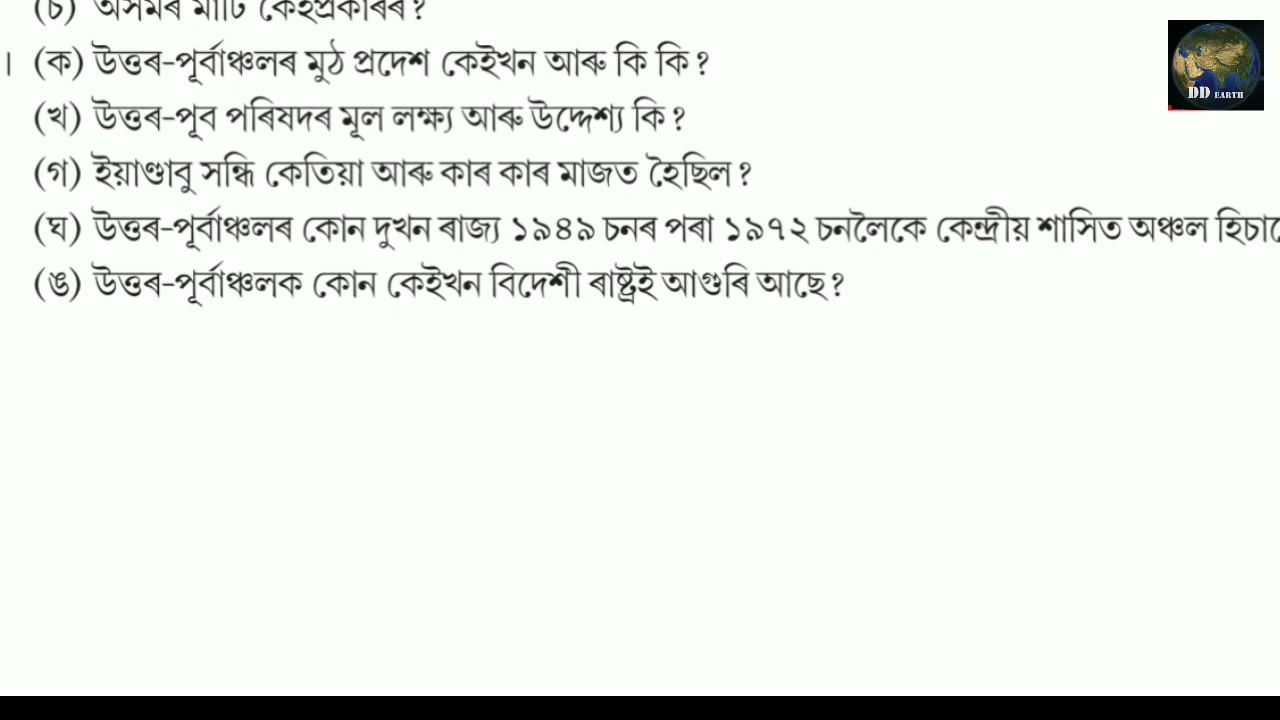 (চ) অসমৰ মাটি কেইপ্ৰকাৰৰ?
। (ক) উত্তৰ-পূৰ্বাঞ্চলৰ মুঠ প্ৰদেশ কেইখন আৰু কি কি ?
(খ) উত্তৰ-পূব পৰিষদৰ মূল লক্ষ্য আৰু উদ্দেশ্য কি ?
(গ) ইয়াণ্ডাবু সন্ধি কেতিয়া আৰু কাৰ কাৰ মাজত হৈছিল ?
(ঘ) উত্তৰ-পূৰ্বাঞ্চলৰ কোন দুখন ৰাজ্য ১৯৪৯ চনৰ পৰা ১৯৭২ চনলৈকে কেন্দ্ৰীয় শাসিত অঞ্চল
(ঙ) উত্তৰ-পূৰ্বাঞ্চলক কোন কেইখন বিদেশী ৰাষ্ট্ৰই আগুৰি আছে ?
DD EARTH